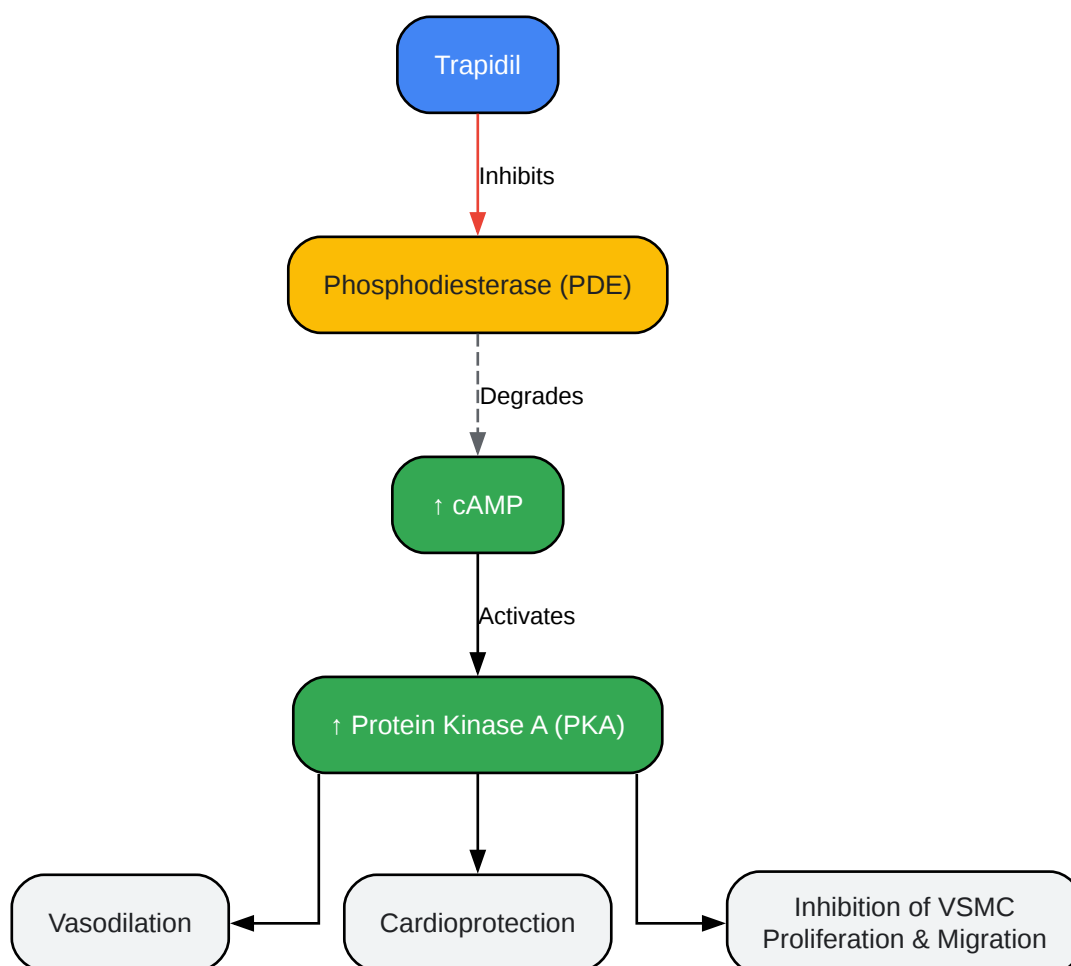 Trapidil
Inhibits
Phosphodiesterase (PDE)
Degrades
↑ cAMP
Activates
↑ Protein Kinase A (PKA)
Vasodilation
Cardioprotection
Inhibition of VSMC
Proliferation & Migration